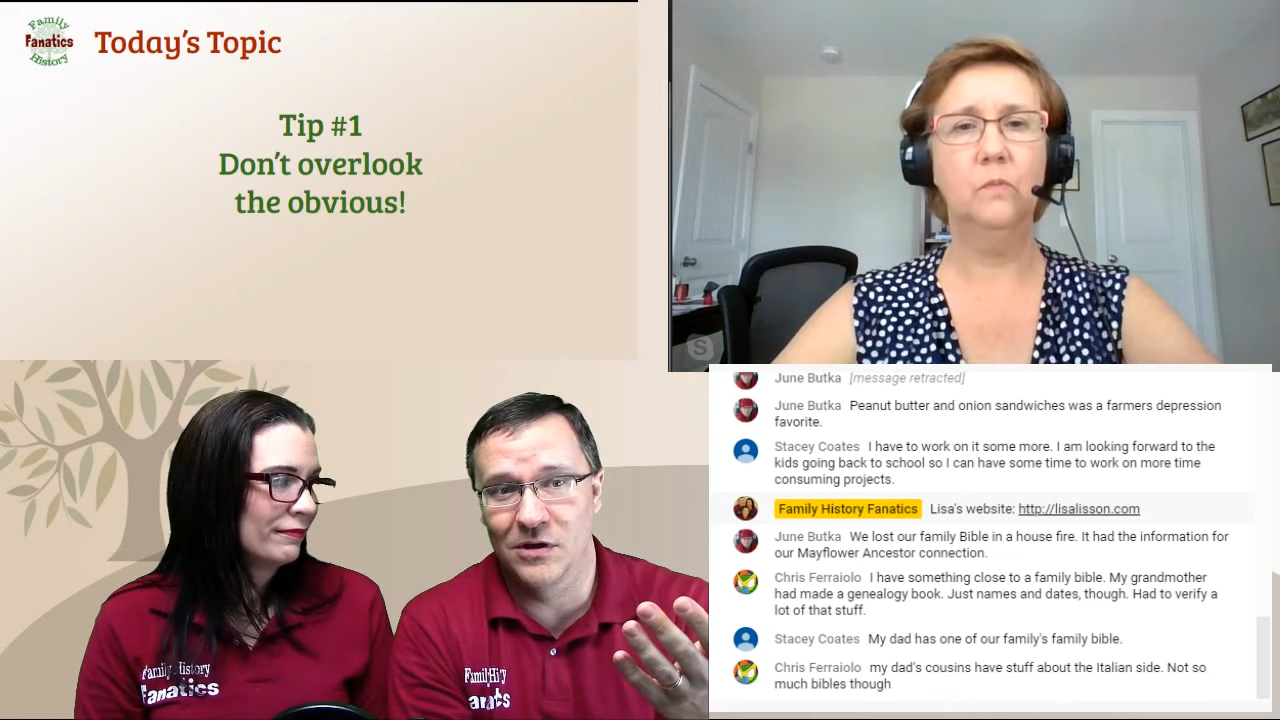 Family
Fanatics
History
Today's Topic
Tip #1
Don't overlook
the obvious!
S
June Butka [message retracted]
June Butka Peanut butter and onion sandwiches was a farmers depression
favorite.
Stacey Coates I have to work on it some more. I am looking forward to the
kids going back to school so I can have some time to work on more time
consuming projects.
Family History Fanatics Lisa's website: http://lisalisson.com
June Butka We lost our family Bible in a house fire. It had the information for
our Mayflower Ancestor connection.
Chris Ferraiolo I have something close to a family bible. My grandmother
had made a genealogy book. Just names and dates, though. Had to verify a
lot of that stuff.
Stacey Coates My dad has one of our family's family bible.
Chris Ferraiolo my dad's cousins have stuff about the Italian side. Not so
much bibles though
Family History
Fanatics